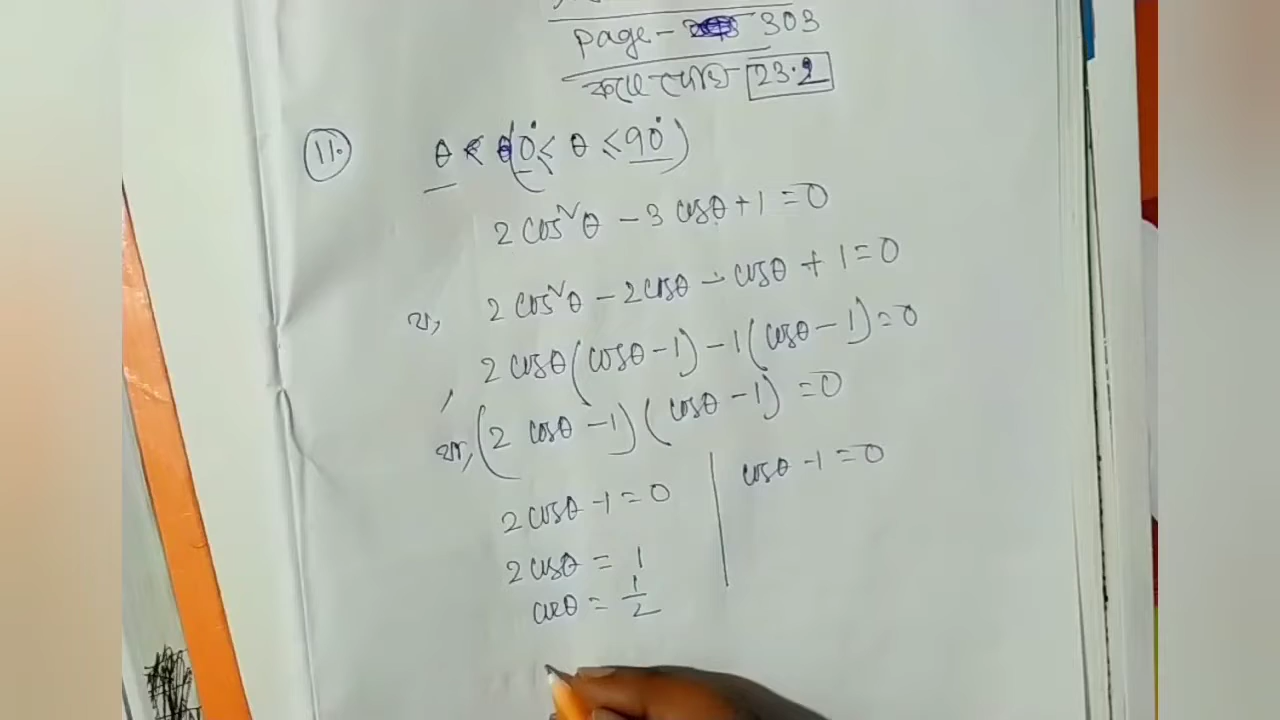 Page - 303
কষে দেখি - 23.2
11. θ (0° ≤ θ ≤ 90°)
2 cos²θ - 3 cosθ + 1 = 0
বা, 2 cos²θ - 2 cosθ - cosθ + 1 = 0
, 2 cosθ (cosθ - 1) - 1 (cosθ - 1) = 0
বা, (2 cosθ - 1) (cosθ - 1) = 0
2 cosθ - 1 = 0 | cosθ - 1 = 0
2 cosθ = 1
cosθ = 1/2